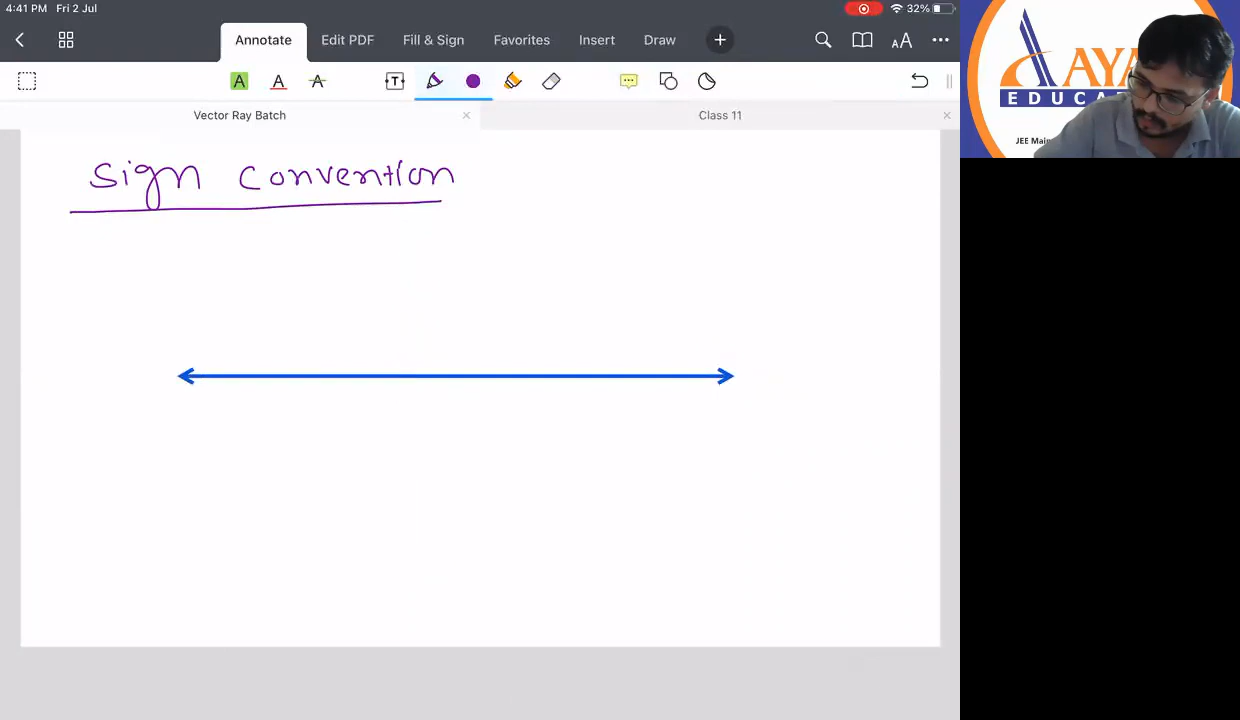 4:41 PM Fri 2 Jul 32%
Annotate Edit PDF Fill & Sign Favorites Insert Draw
Vector Ray Batch Class 11
Sign Convention
EDUCA
JEE Main